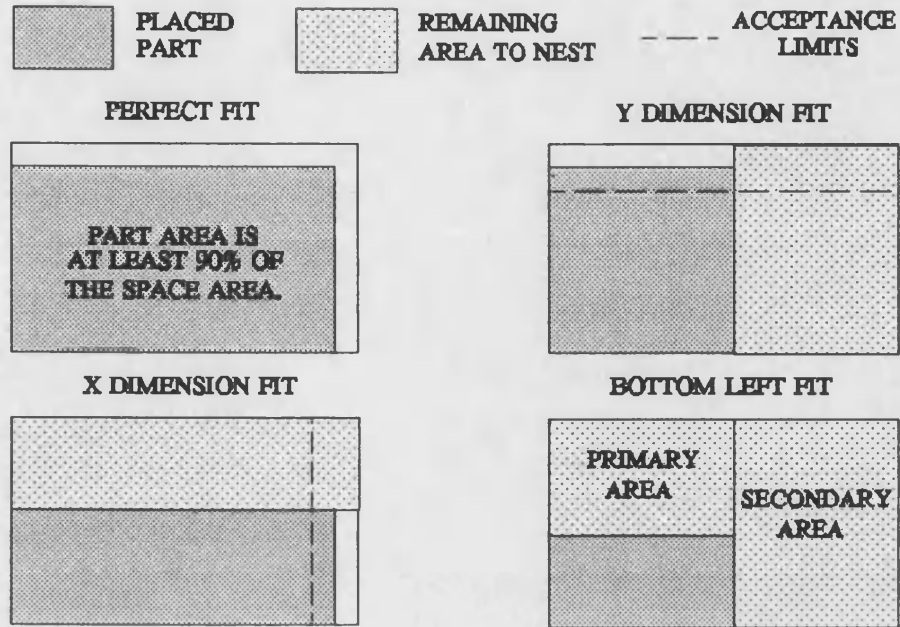 PLACED
PART
REMAINING
AREA TO NEST
ACCEPTANCE
LIMITS
PERFECT FIT
Y DIMENSION FIT
PART AREA IS
AT LEAST 90% OF
THE SPACE AREA.
X DIMENSION FIT
BOTTOM LEFT FIT
PRIMARY
AREA
SECONDARY
AREA